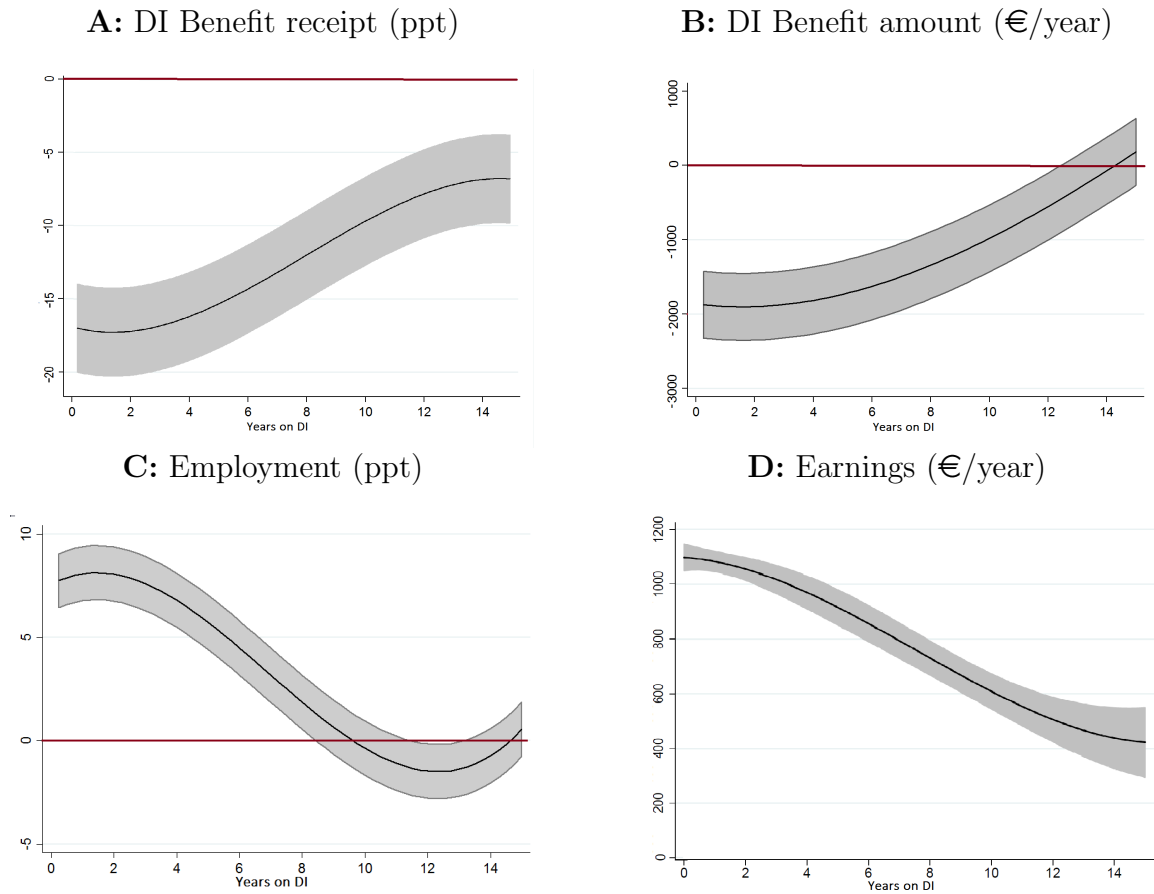 A: DI Benefit receipt (ppt)
0
-5
-10
-15
-20
0 2 4 6 8 10 12 14
Years on DI
B: DI Benefit amount (€/year)
1000
0
-1000
-2000
-3000
0 2 4 6 8 10 12 14
Years on DI
C: Employment (ppt)
10
5
0
-5
0 2 4 6 8 10 12 14
Years on DI
D: Earnings (€/year)
1200
1000
800
600
400
200
0
0 2 4 6 8 10 12 14
Years on DI